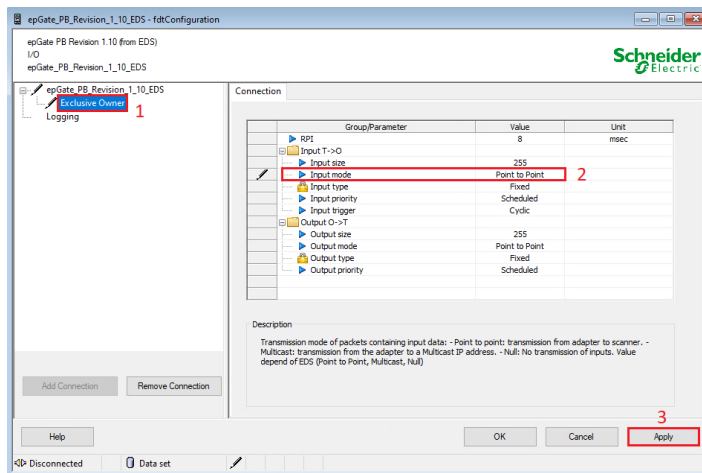 epGate_PB_Revision_1_10_EDS - fdtConfiguration
epGate PB Revision 1.10 (from EDS)
I/O
epGate_PB_Revision_1_10_EDS
Schneider
Electric
epGate_PB_Revision_1_10_EDS
Exclusive Owner
1
Logging
Connection
Group/Parameter Value Unit
RPI 8 msec
Input T->O
Input size 255
Input mode Point to Point 2
Input type Fixed
Input priority Scheduled
Input trigger Cyclic
Output O->T
Output size 255
Output mode Point to Point
Output type Fixed
Output priority Scheduled
Description
Transmission mode of packets containing input data: - Point to point: transmission from adapter to scanner. -
Multicast: transmission from the adapter to a Multicast IP address. - Null: No transmission of inputs. Value
depend of EDS (Point to Point, Multicast, Null)
Add Connection Remove Connection
3
Help OK Cancel Apply
Disconnected Data set